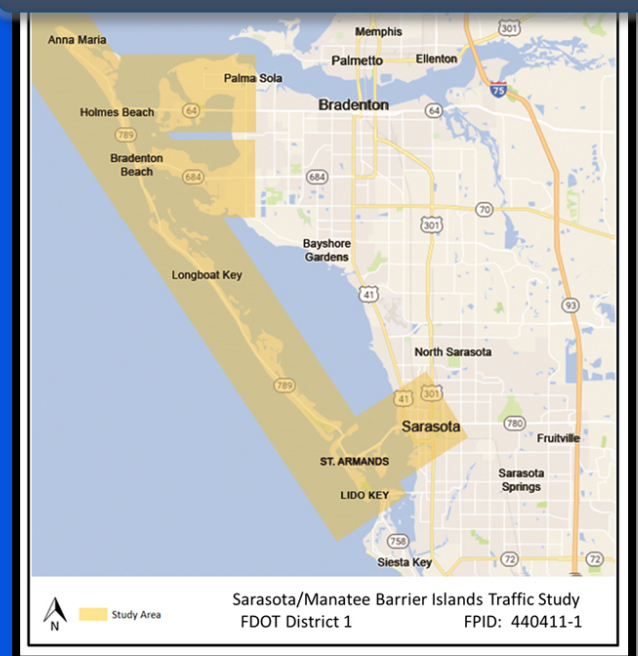 Anna Maria
Memphis
301
Palmetto
Ellenton
Palma Sola
75
Bradenton
Holmes Beach
64
64
789
Bradenton
Beach
684
684
70
301
Bayshore
Gardens
Longboat Key
41
93
North Sarasota
789
41
301
Sarasota
780
Fruitville
ST. ARMANDS
Sarasota
Springs
LIDO KEY
758
Siesta Key
72
72
N
Study Area
Sarasota/Manatee Barrier Islands Traffic Study
FDOT District 1 FPID: 440411-1